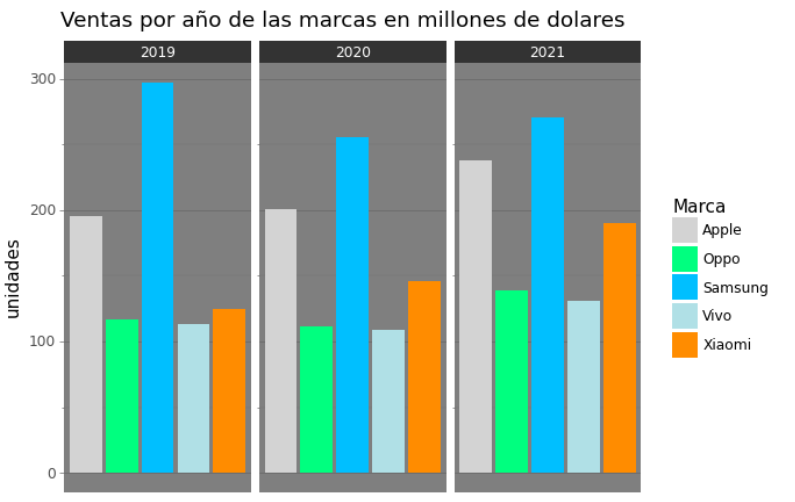 Ventas por año de las marcas en millones de dolares
2019
2020
2021
300
200
100
0
unidades
Marca
Apple
Oppo
Samsung
Vivo
Xiaomi